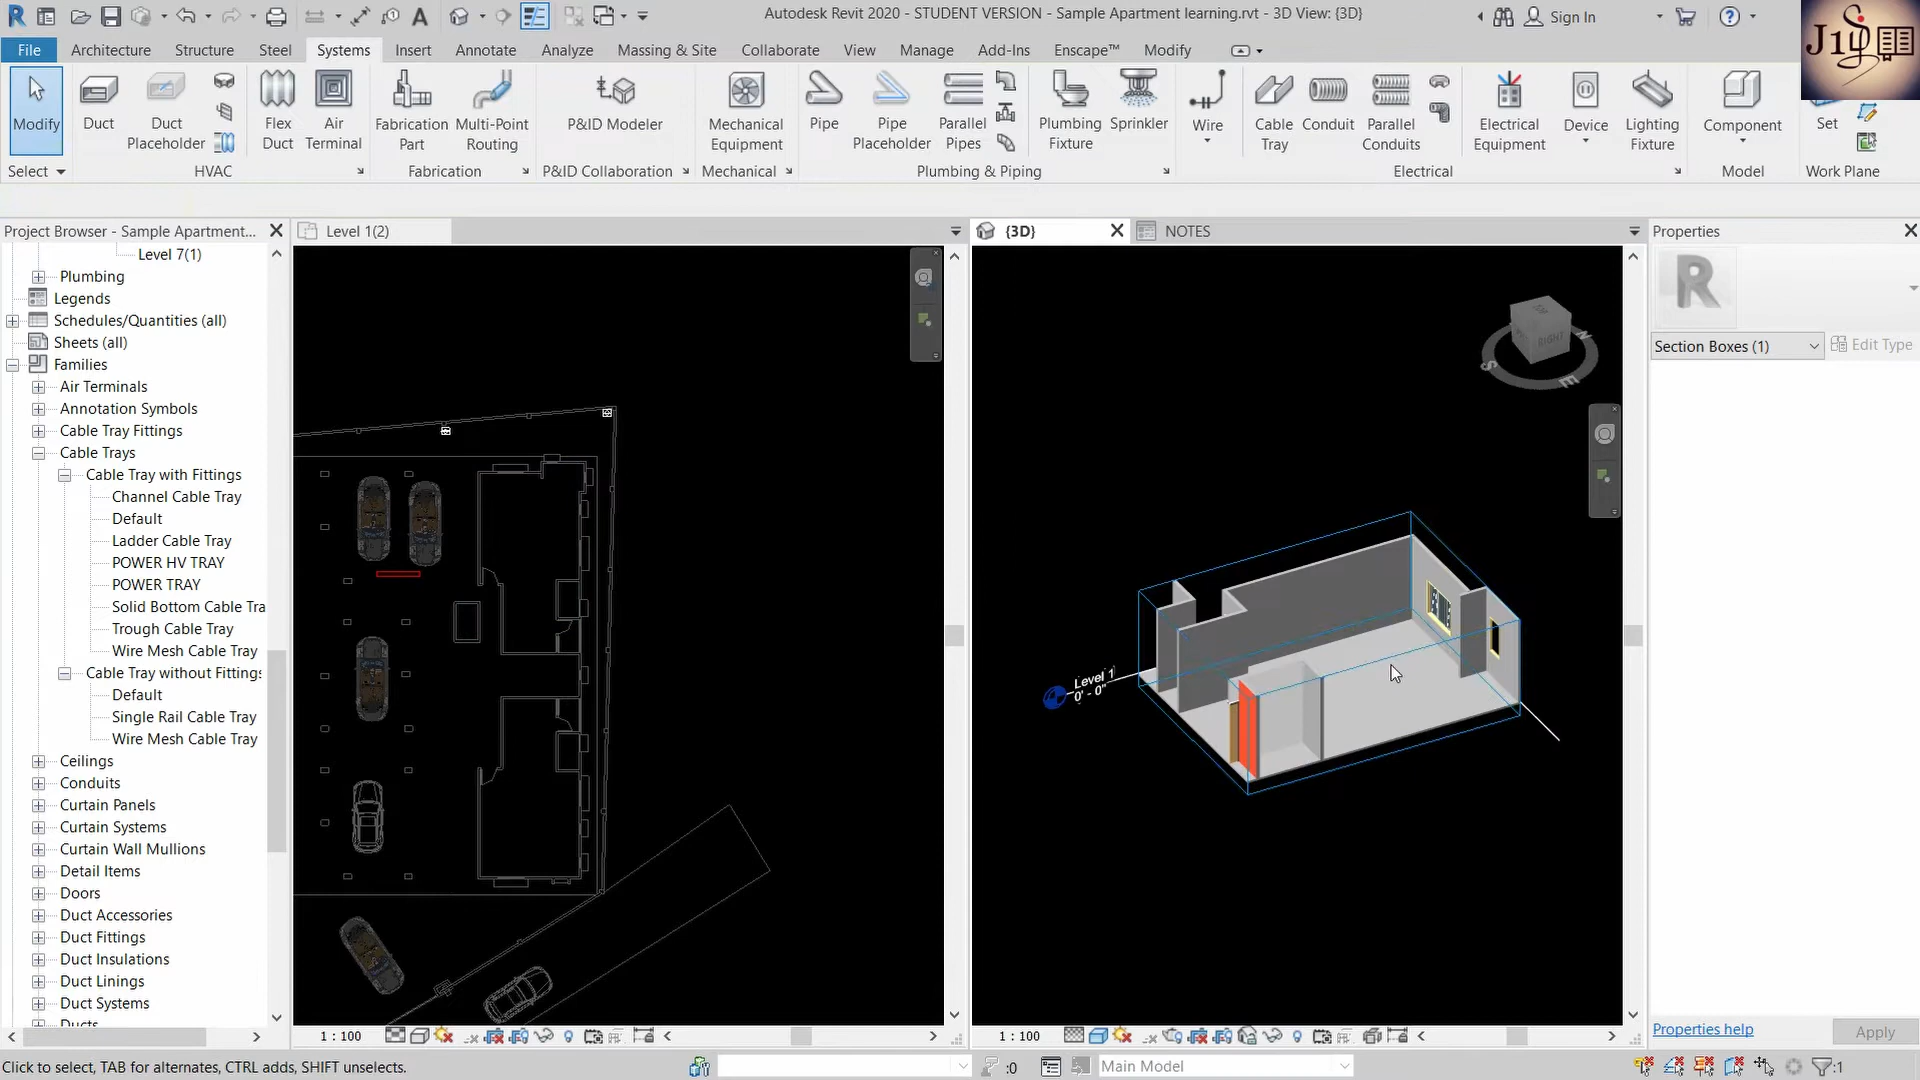 Autodesk Revit 2020 - STUDENT VERSION - Sample Apartment learning.rvt - 3D View: {3D}
Sign In
File Architecture Structure Steel Systems Insert Annotate Analyze Massing & Site Collaborate View Manage Add-Ins Enscape™ Modify
Modify
Duct
Duct Placeholder
Flex Duct
Air Terminal
Fabrication Part
Multi-Point Routing
P&ID Modeler
Mechanical Equipment
Pipe
Pipe Placeholder
Parallel Pipes
Plumbing Fixture
Sprinkler
Wire
Cable Tray
Conduit
Parallel Conduits
Electrical Equipment
Device
Lighting Fixture
Component
Set
Select
HVAC
Fabrication
P&ID Collaboration
Mechanical
Plumbing & Piping
Electrical
Model
Work Plane
Project Browser - Sample Apartment...
Level 7(1)
Plumbing
Legends
Schedules/Quantities (all)
Sheets (all)
Families
Air Terminals
Annotation Symbols
Cable Tray Fittings
Cable Trays
Cable Tray with Fittings
Channel Cable Tray
Default
Ladder Cable Tray
POWER HV TRAY
POWER TRAY
Solid Bottom Cable Tra
Trough Cable Tray
Wire Mesh Cable Tray
Cable Tray without Fittings
Default
Single Rail Cable Tray
Wire Mesh Cable Tray
Ceilings
Conduits
Curtain Panels
Curtain Systems
Curtain Wall Mullions
Detail Items
Doors
Duct Accessories
Duct Fittings
Duct Insulations
Duct Linings
Duct Systems
Ducts
Level 1(2)
1 : 100
{3D}
NOTES
RIGHT
N
S
E
Level 1
0' - 0"
1 : 100
Properties
Section Boxes (1)
Edit Type
Properties help
Apply
Click to select, TAB for alternates, CTRL adds, SHIFT unselects.
:0
Main Model
:1